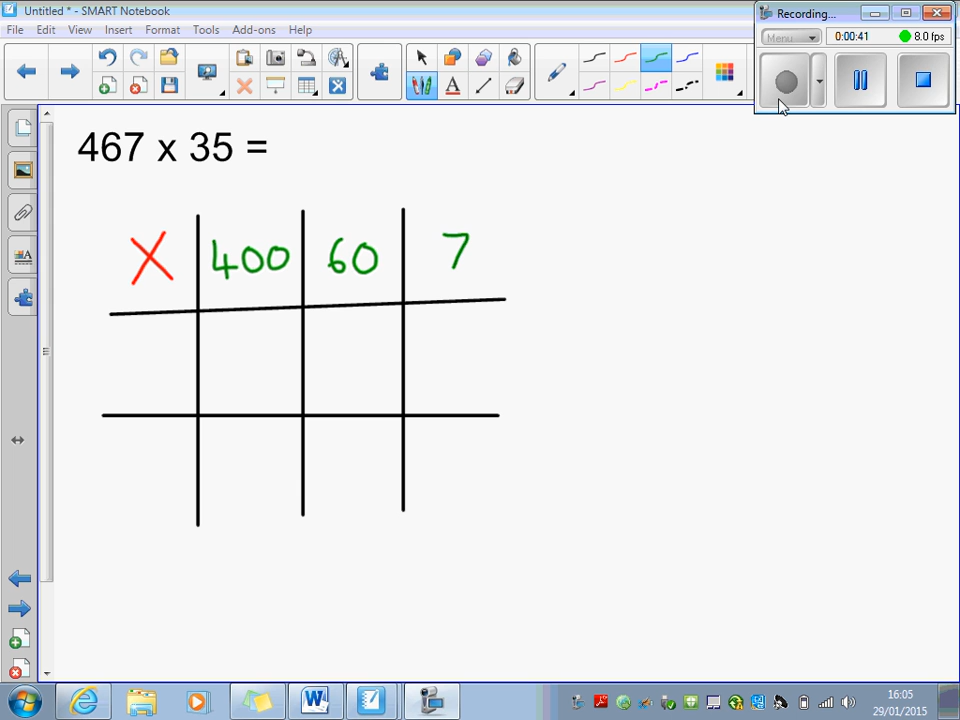 Untitled * - SMART Notebook
File Edit View Insert Format Tools Add-ons Help
Recording...
Menu 0:00:41 8.0 fps
467 x 35 =
X 400 60 7
16:05
29/01/2015